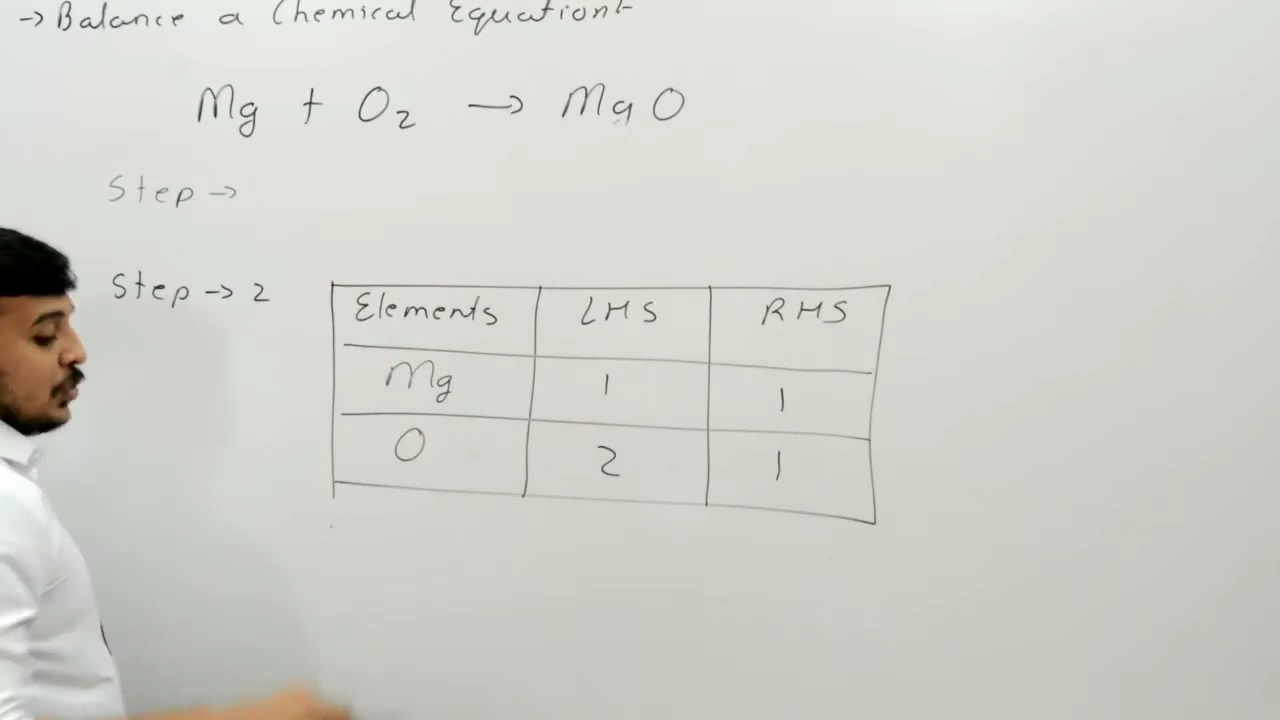 → Balance a Chemical Equation:-
Mg + O₂ → MgO
Step →
Step → 2
Elements LHS RHS
Mg 1 1
O 2 1